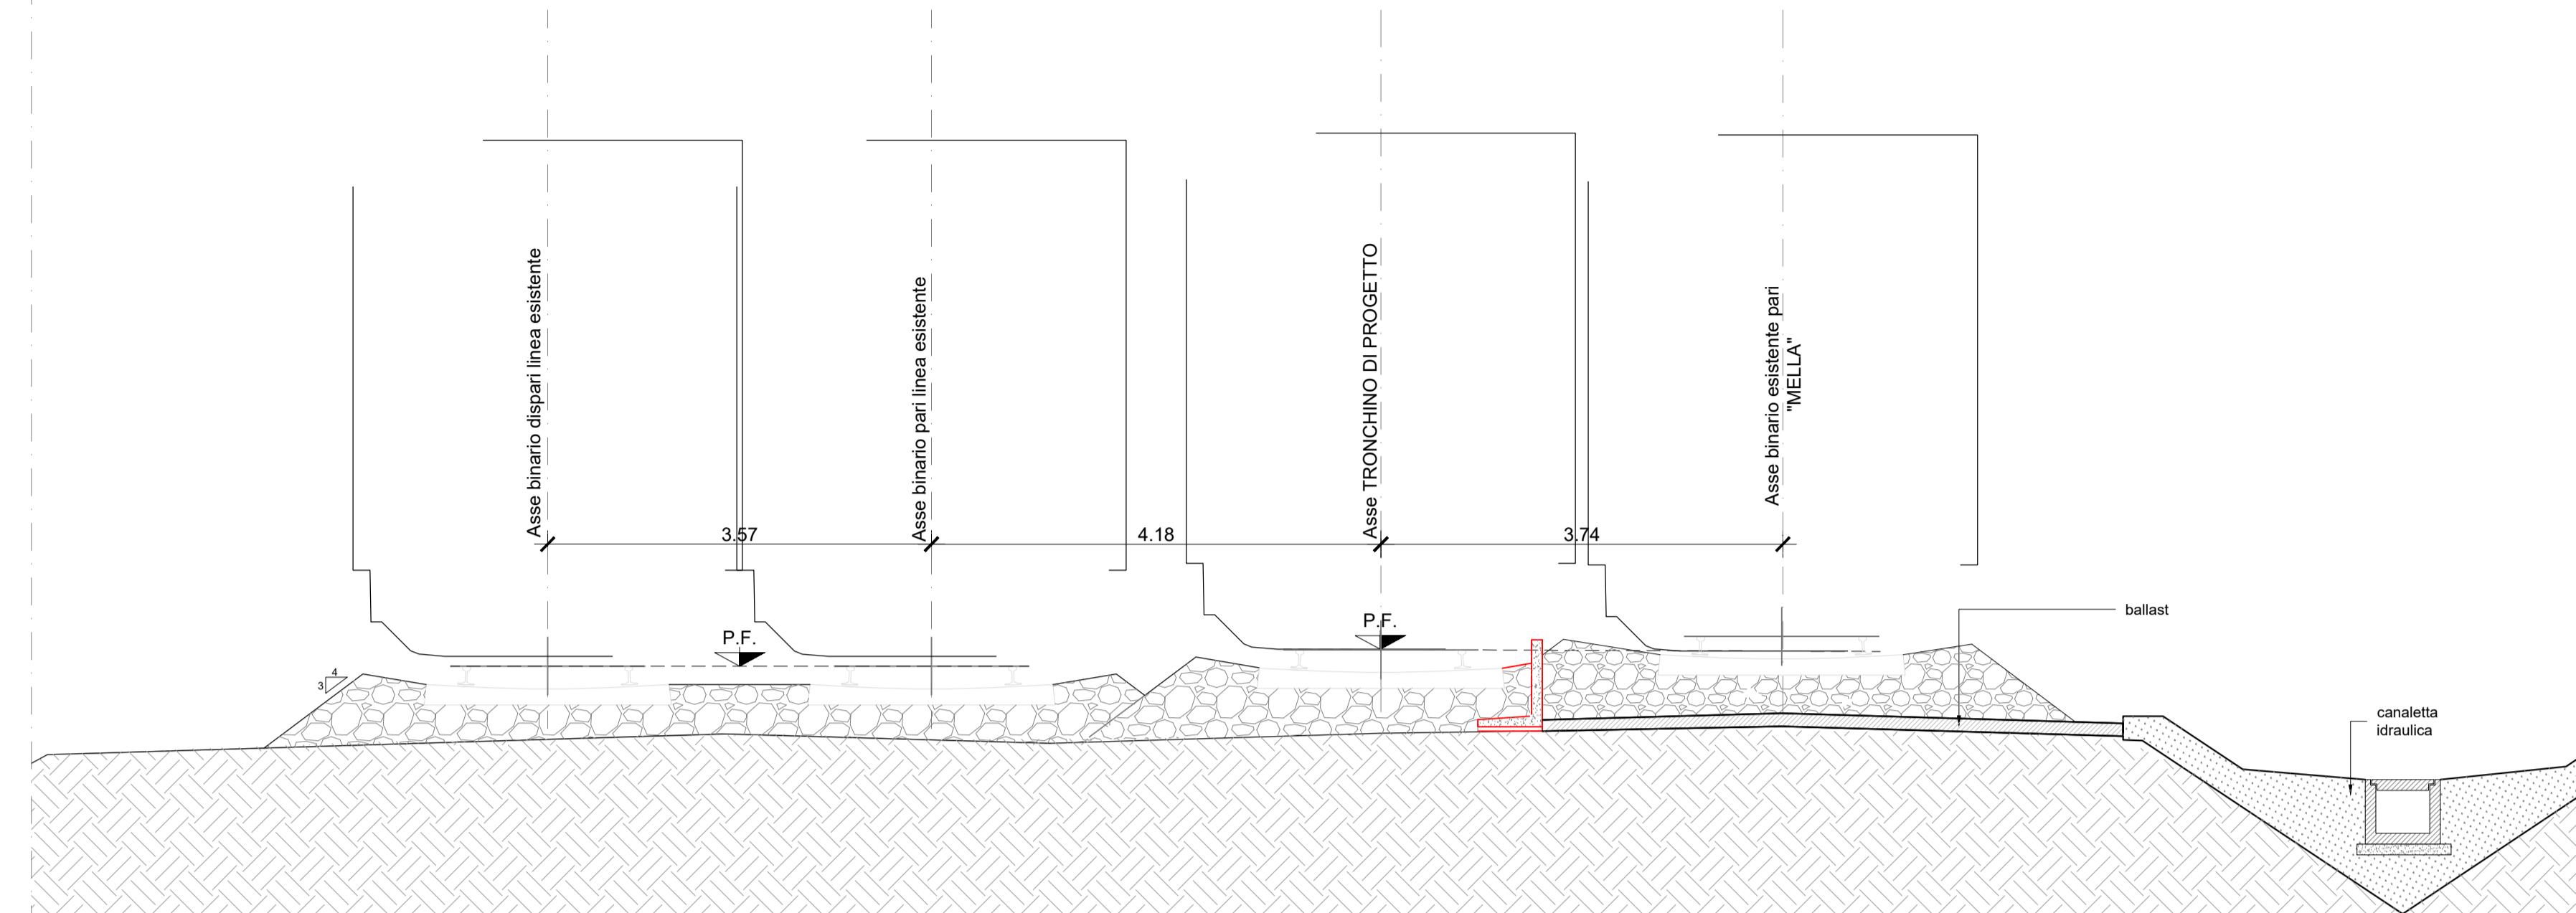 Asse binario dispari linea esistente
Asse binario pari linea esistente
Asse TRONCHINO DI PROGETTO
Asse binario esistente pari
"MELLA"
3.57
4.18
3.74
P.F.
P.F.
ballast
4
3
canaletta
idraulica